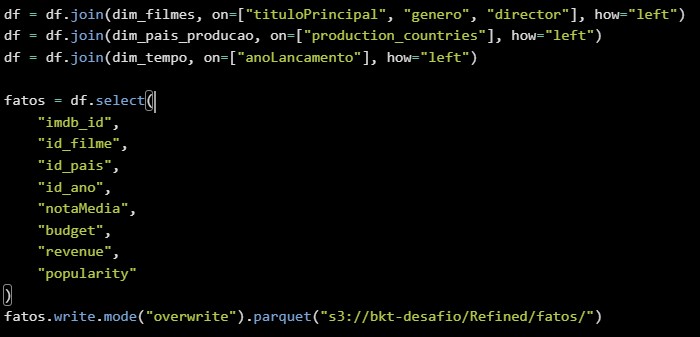 df = df.join(dim_filmes, on=["tituloPrincipal", "genero", "director"], how="left")
df = df.join(dim_pais_producao, on=["production_countries"], how="left")
df = df.join(dim_tempo, on=["anoLancamento"], how="left")
fatos = df.select(
"imdb_id",
"id_filme",
"id_pais",
"id_ano",
"notaMedia",
"budget",
"revenue",
"popularity"
)
fatos.write.mode("overwrite").parquet("s3://bkt-desafio/Refined/fatos/")